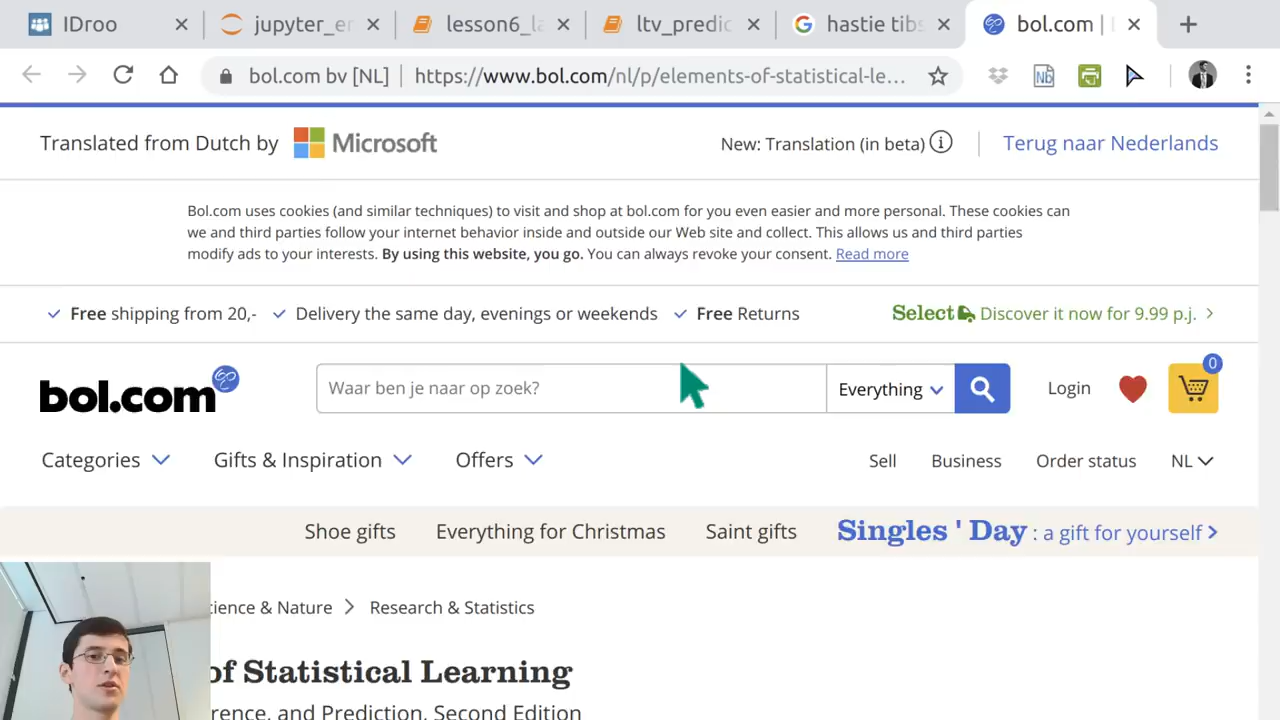 IDroo
jupyter_e
lesson6_la
ltv_predic
hastie tibs
bol.com |
bol.com bv [NL]
https://www.bol.com/nl/p/elements-of-statistical-le...
Translated from Dutch by Microsoft
New: Translation (in beta)
Terug naar Nederlands
Bol.com uses cookies (and similar techniques) to visit and shop at bol.com for you even easier and more personal. These cookies can
we and third parties follow your internet behavior inside and outside our Web site and collect. This allows us and third parties
modify ads to your interests. By using this website, you go. You can always revoke your consent. Read more
Free shipping from 20,-
Delivery the same day, evenings or weekends
Free Returns
Select Discover it now for 9.99 p.j.
bol.com
Waar ben je naar op zoek?
Everything
Login
0
Categories
Gifts & Inspiration
Offers
Sell
Business
Order status
NL
Shoe gifts
Everything for Christmas
Saint gifts
Singles ' Day : a gift for yourself
cience & Nature
Research & Statistics
of Statistical Learning
rence, and Prediction, Second Edition